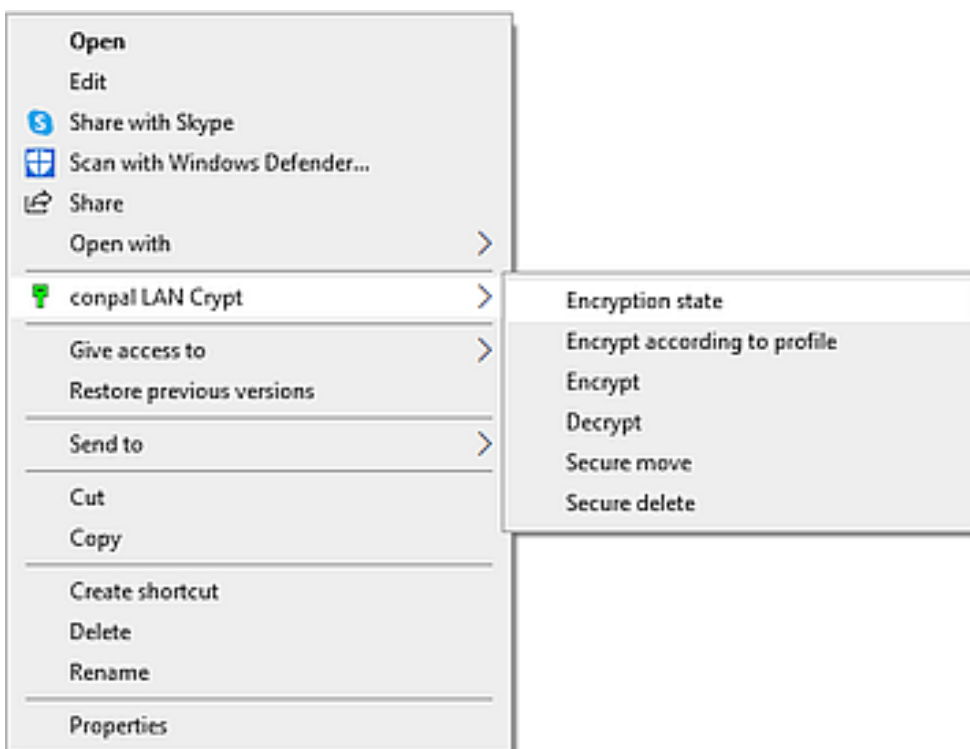 Open
Edit
Share with Skype
Scan with Windows Defender...
Share
Open with
conpal LAN Crypt
Encryption state
Encrypt according to profile
Encrypt
Decrypt
Secure move
Secure delete
Give access to
Restore previous versions
Send to
Cut
Copy
Create shortcut
Delete
Rename
Properties